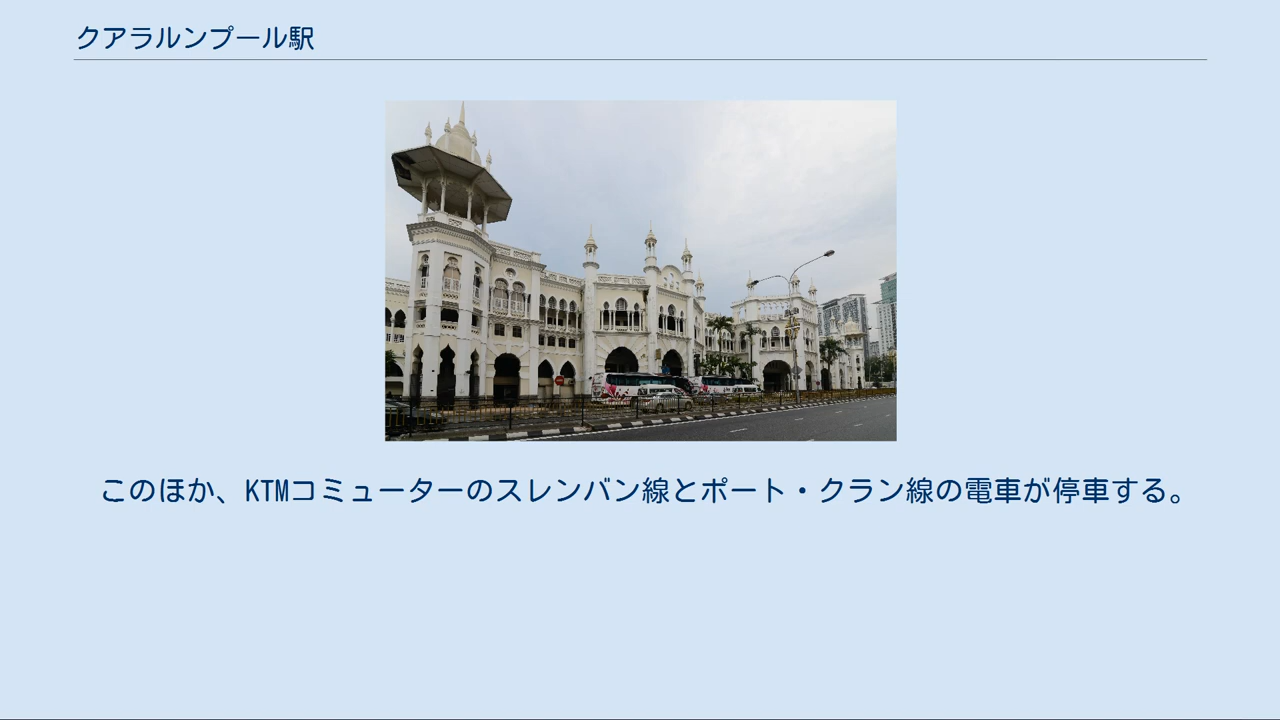 クアラルンプール駅
このほか、KTMコミューターのスレンバン線とポート・クラン線の電車が停車する。